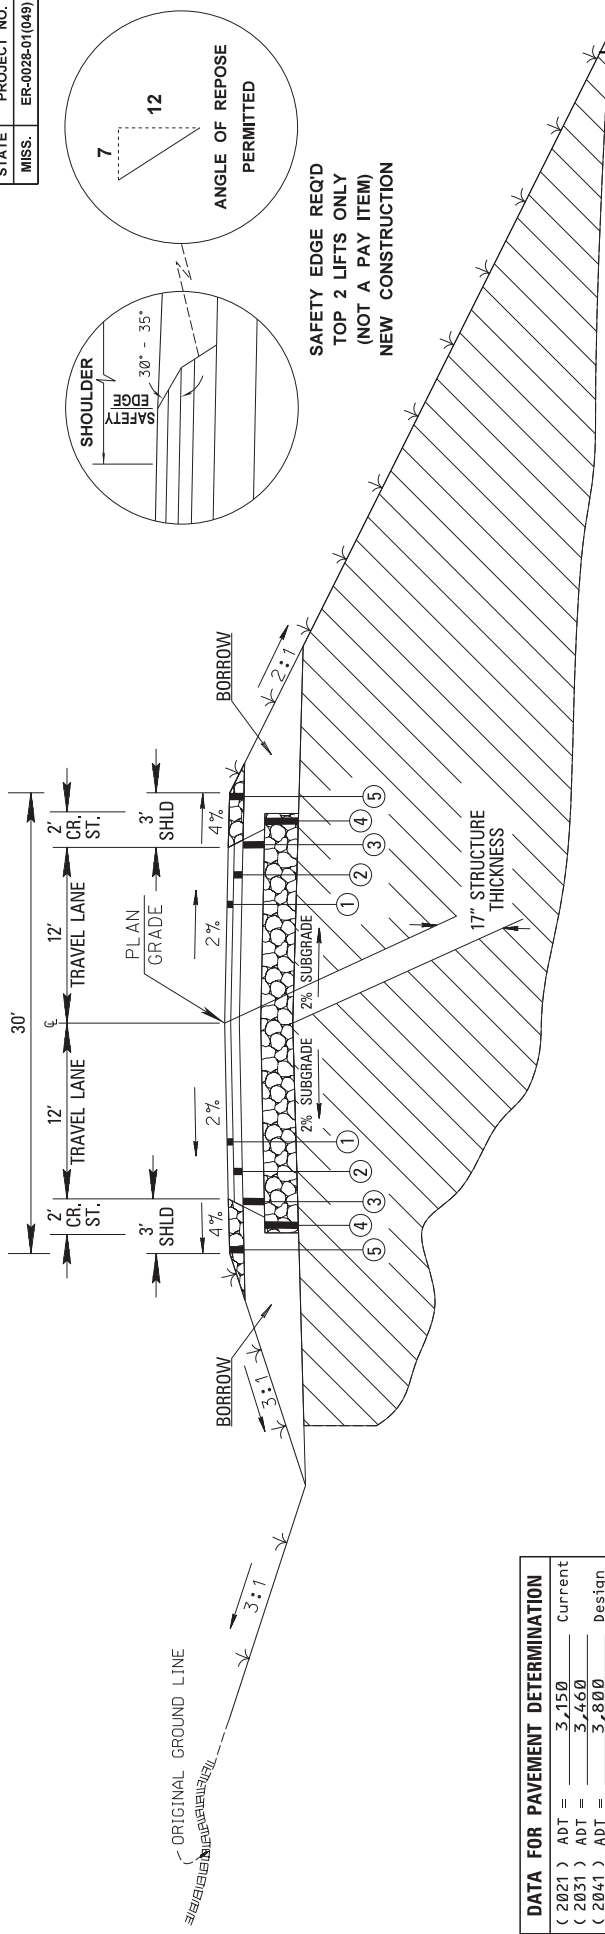 STATE PROJECT NO.
MISS. ER-0028-01(049)
7
12
ANGLE OF REPOSE
PERMITTED
SHOULDER
SAFETY
EDGE
30° - 35°
SAFETY EDGE REQ'D
TOP 2 LIFTS ONLY
(NOT A PAY ITEM)
NEW CONSTRUCTION
30'
2'
CR.
ST.
12'
TRAVEL LANE
℄
12'
TRAVEL LANE
2'
CR.
ST.
3'
SHLD
3'
SHLD
PLAN
GRADE
4%
2%
2%
4%
BORROW
BORROW
3:1
2:1
3:1
ORIGINAL GROUND LINE
2% SUBGRADE
2% SUBGRADE
1
2
3
4
5
1
2
3
4
5
17" STRUCTURE
THICKNESS
DATA FOR PAVEMENT DETERMINATION
( 2021 ) ADT = 3,150 Current
( 2031 ) ADT = 3,460
( 2041 ) ADT = 3,800 Design